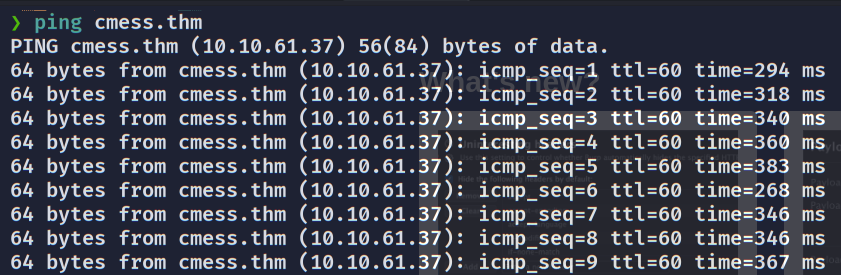 ❯ ping cmess.thm
PING cmess.thm (10.10.61.37) 56(84) bytes of data.
64 bytes from cmess.thm (10.10.61.37): icmp_seq=1 ttl=60 time=294 ms
64 bytes from cmess.thm (10.10.61.37): icmp_seq=2 ttl=60 time=318 ms
64 bytes from cmess.thm (10.10.61.37): icmp_seq=3 ttl=60 time=340 ms
64 bytes from cmess.thm (10.10.61.37): icmp_seq=4 ttl=60 time=360 ms
64 bytes from cmess.thm (10.10.61.37): icmp_seq=5 ttl=60 time=383 ms
64 bytes from cmess.thm (10.10.61.37): icmp_seq=6 ttl=60 time=268 ms
64 bytes from cmess.thm (10.10.61.37): icmp_seq=7 ttl=60 time=346 ms
64 bytes from cmess.thm (10.10.61.37): icmp_seq=8 ttl=60 time=346 ms
64 bytes from cmess.thm (10.10.61.37): icmp_seq=9 ttl=60 time=367 ms
What's new?